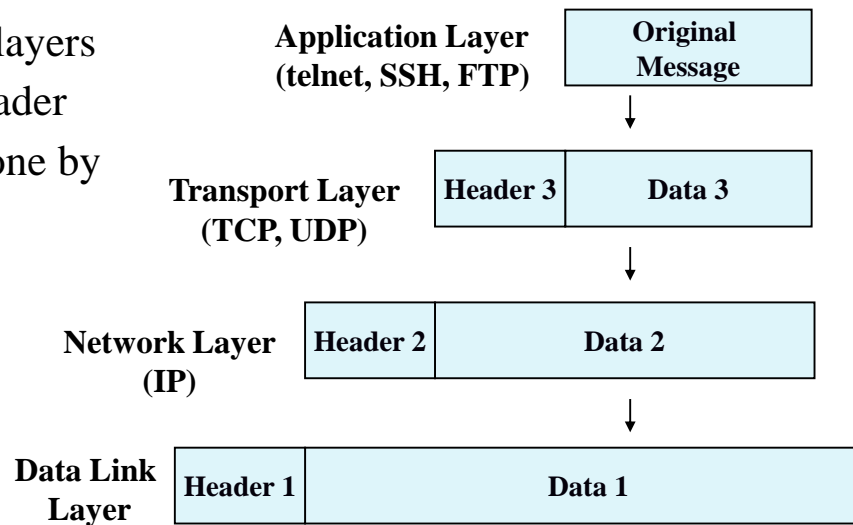 layers
ader
one by
Application Layer
(telnet, SSH, FTP)
Original
Message
Transport Layer
(TCP, UDP)
Header 3
Data 3
Network Layer
(IP)
Header 2
Data 2
Data Link
Layer
Header 1
Data 1